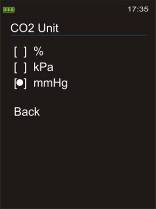 17:35
CO2 Unit
[ ] %
[ ] kPa
[●] mmHg
Back